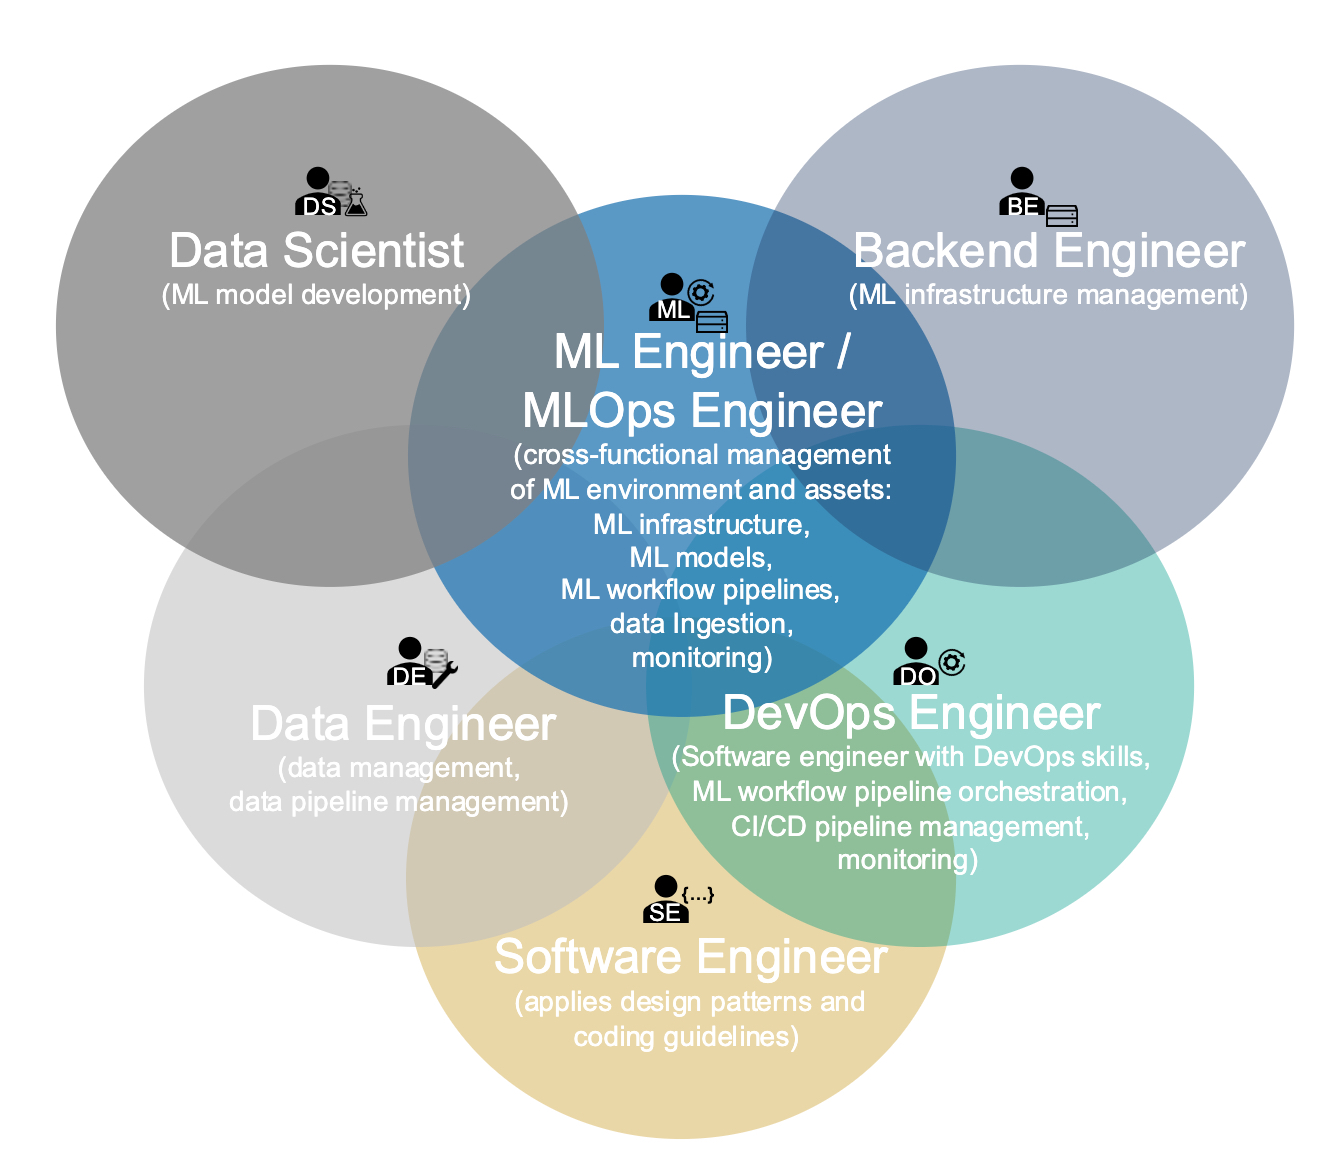 DS
Data Scientist
(ML model development)
BE
Backend Engineer
(ML infrastructure management)
ML
ML Engineer /
MLOps Engineer
(cross-functional management
of ML environment and assets:
ML infrastructure,
ML models,
ML workflow pipelines,
data Ingestion,
monitoring)
DE
Data Engineer
(data management,
data pipeline management)
DO
DevOps Engineer
(Software engineer with DevOps skills,
ML workflow pipeline orchestration,
CI/CD pipeline management,
monitoring)
SE {...}
Software Engineer
(applies design patterns and
coding guidelines)